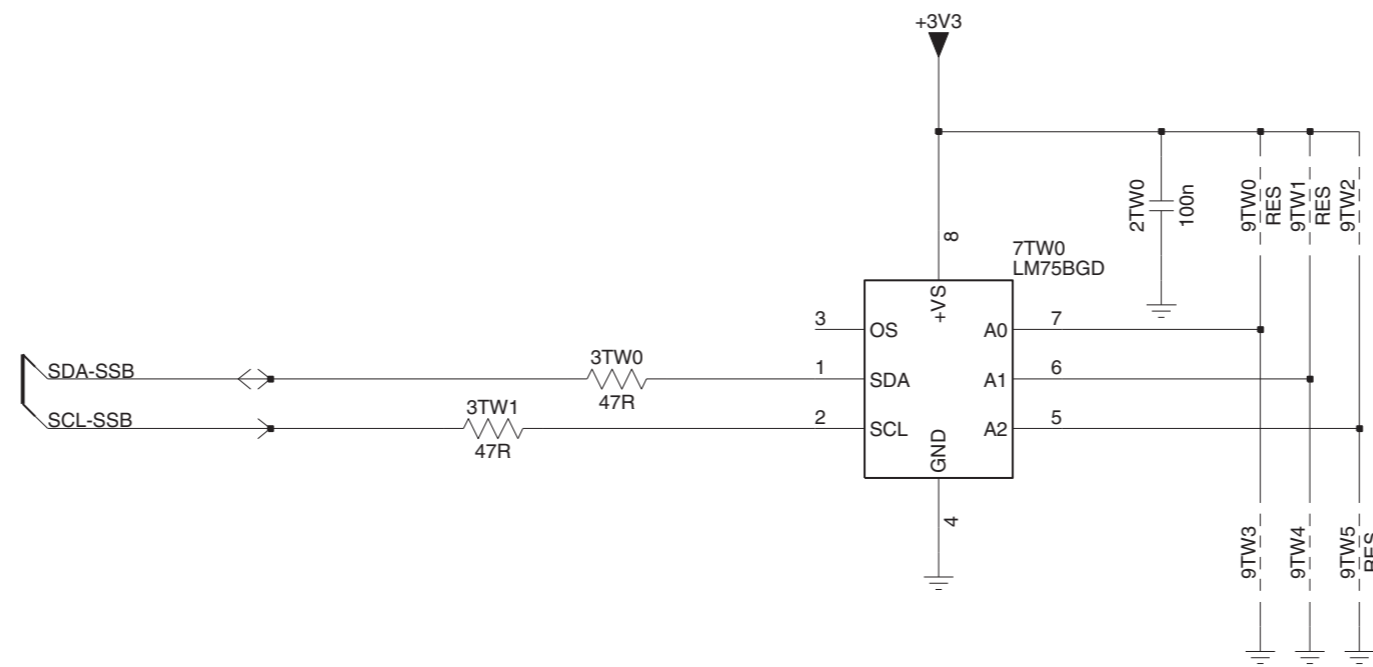 +3V3
2TW0
100n
9TW0
RES
9TW1
RES
9TW2
8
7TW0
LM75BGD
+VS
3
OS
A0
7
SDA-SSB
3TW0
47R
1
SDA
A1
6
SCL-SSB
3TW1
47R
2
SCL
A2
5
GND
4
9TW3
9TW4
9TW5
RES